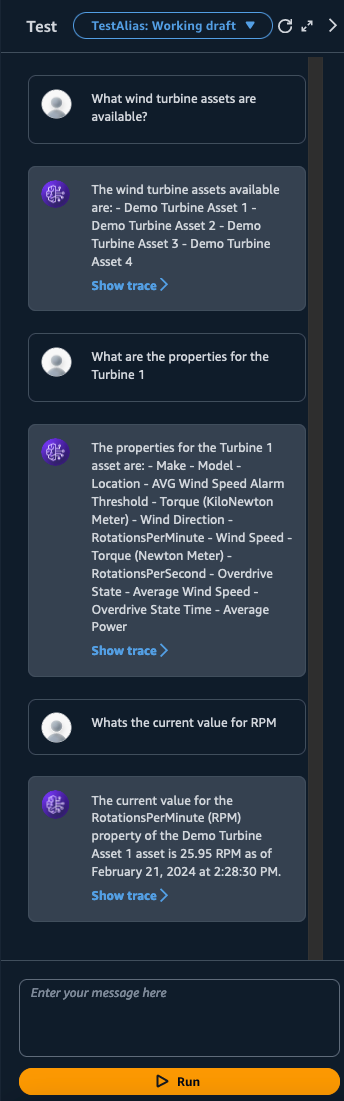 Test
TestAlias: Working draft
What wind turbine assets are
available?
The wind turbine assets available
are: - Demo Turbine Asset 1 -
Demo Turbine Asset 2 - Demo
Turbine Asset 3 - Demo Turbine
Asset 4
Show trace
What are the properties for the
Turbine 1
The properties for the Turbine 1
asset are: - Make - Model -
Location - AVG Wind Speed Alarm
Threshold - Torque (KiloNewton
Meter) - Wind Direction -
RotationsPerMinute - Wind Speed -
Torque (Newton Meter) -
RotationsPerSecond - Overdrive
State - Average Wind Speed -
Overdrive State Time - Average
Power
Show trace
Whats the current value for RPM
The current value for the
RotationsPerMinute (RPM)
property of the Demo Turbine
Asset 1 asset is 25.95 RPM as of
February 21, 2024 at 2:28:30 PM.
Show trace
Enter your message here
Run